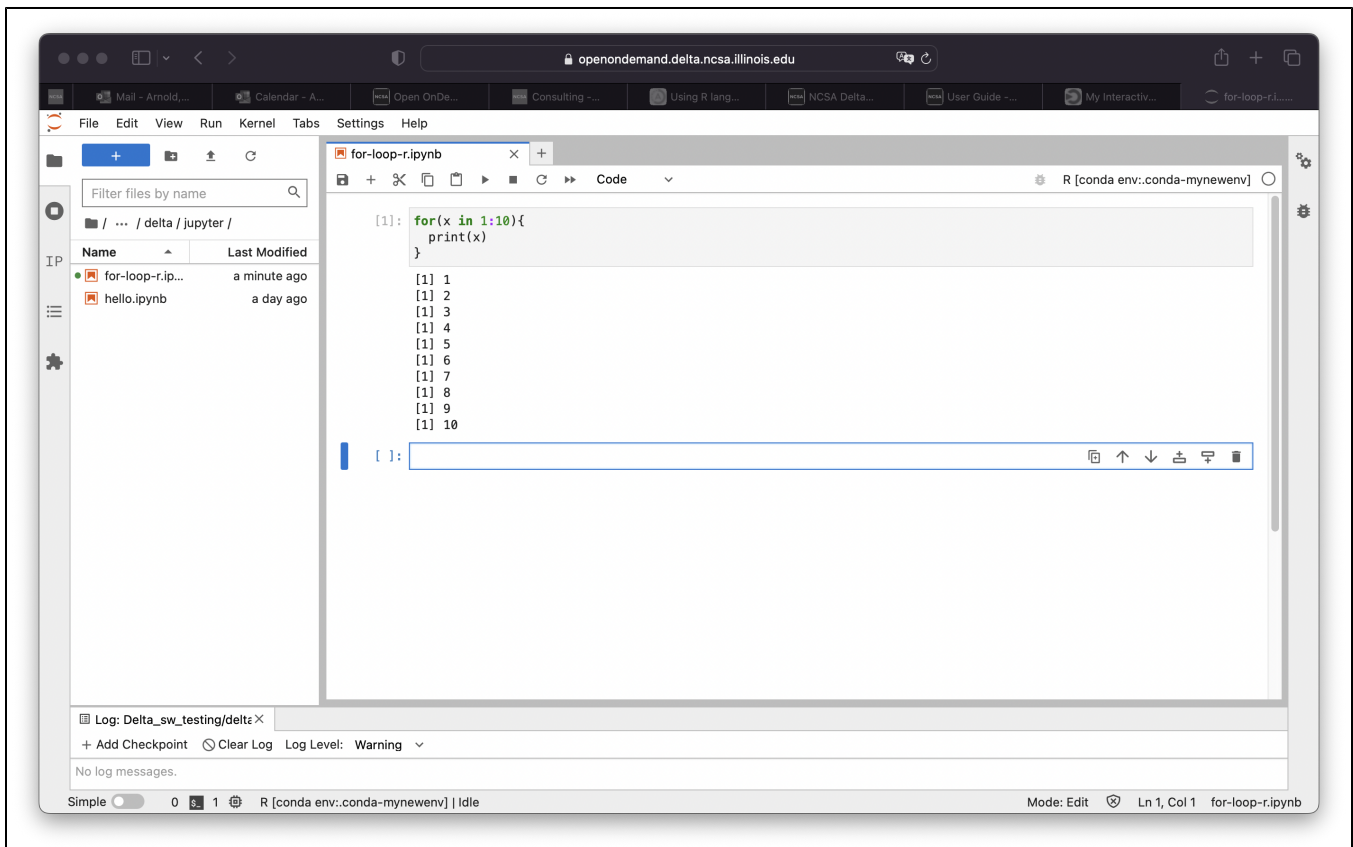 openondemand.delta.ncsa.illinois.edu
NCSA Mail - Arnold,... Calendar - A... NCSA Open OnDe... NCSA Consulting -... Using R lang... NCSA NCSA Delta... NCSA User Guide -... My Interactiv... for-loop-r.i......
File Edit View Run Kernel Tabs Settings Help
for-loop-r.ipynb
Filter files by name
Code
R [conda env:.conda-mynewenv]
/ ··· / delta / jupyter /
Name Last Modified
for-loop-r.ip... a minute ago
hello.ipynb a day ago
IP
[1]: for(x in 1:10){
print(x)
}
[1] 1
[1] 2
[1] 3
[1] 4
[1] 5
[1] 6
[1] 7
[1] 8
[1] 9
[1] 10
[ ]:
Log: Delta_sw_testing/delta
+ Add Checkpoint Clear Log Log Level: Warning
No log messages.
Simple 0 $_ 1 R [conda env:.conda-mynewenv] | Idle Mode: Edit Ln 1, Col 1 for-loop-r.ipynb